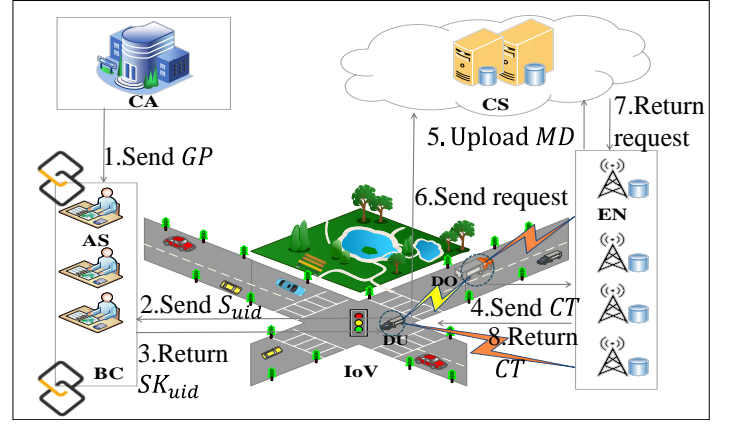 CA
CS
7.Return
request
1.Send GP
5. Upload MD
6.Send request
EN
AS
DO
2.Send S_uid
4.Send CT
3.Return
SK_uid
DU
8.Return
CT
BC
IoV